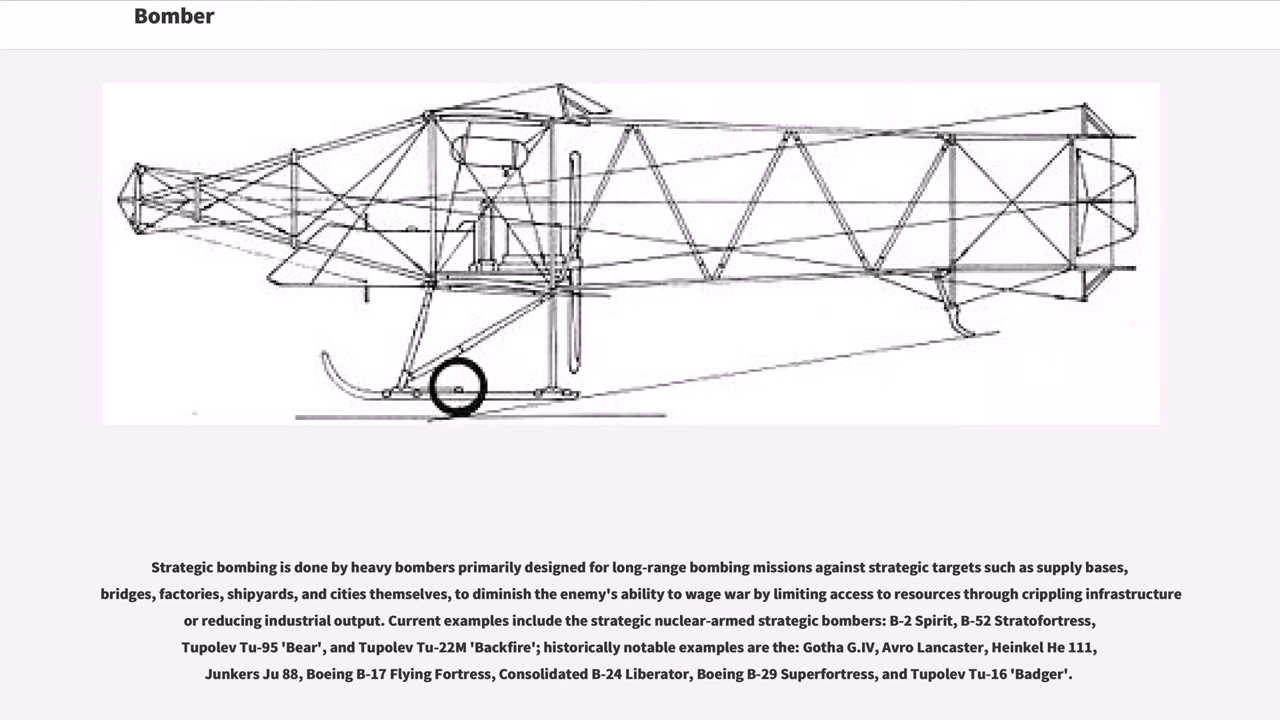 Bomber
Strategic bombing is done by heavy bombers primarily designed for long-range bombing missions against strategic targets such as supply bases,
bridges, factories, shipyards, and cities themselves, to diminish the enemy's ability to wage war by limiting access to resources through crippling infrastructure
or reducing industrial output. Current examples include the strategic nuclear-armed strategic bombers: B-2 Spirit, B-52 Stratofortress,
Tupolev Tu-95 'Bear', and Tupolev Tu-22M 'Backfire'; historically notable examples are the: Gotha G.IV, Avro Lancaster, Heinkel He 111,
Junkers Ju 88, Boeing B-17 Flying Fortress, Consolidated B-24 Liberator, Boeing B-29 Superfortress, and Tupolev Tu-16 'Badger'.